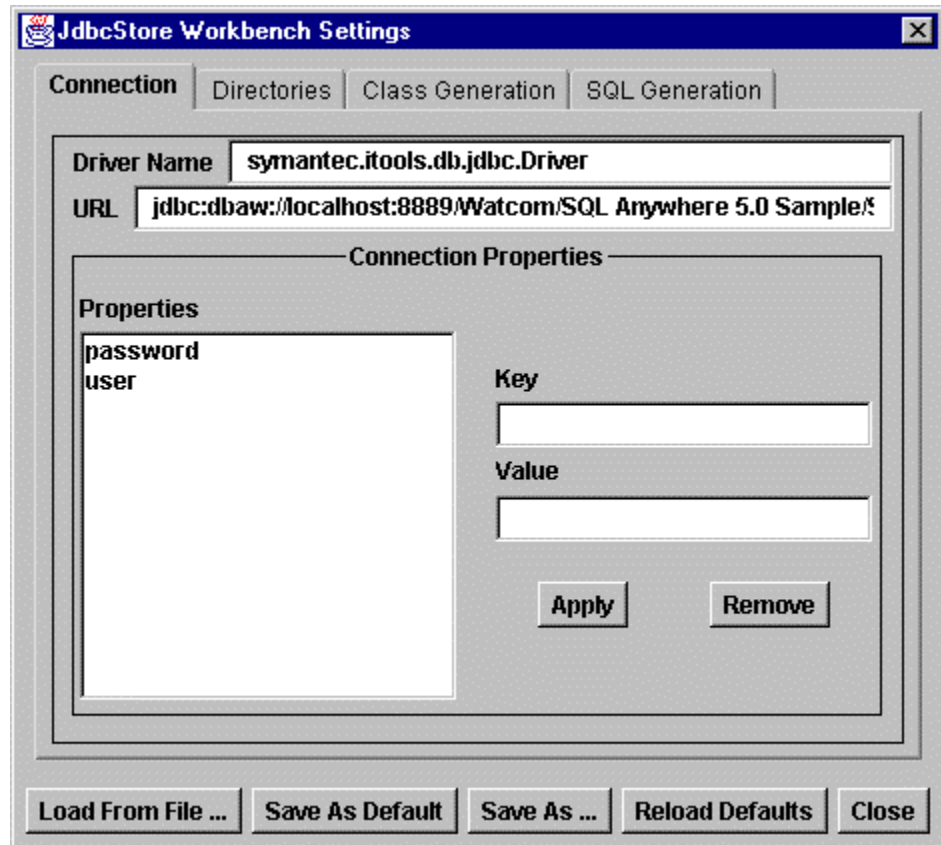 JdbcStore Workbench Settings
Connection Directories Class Generation SQL Generation
Driver Name symantec.itools.db.jdbc.Driver
URL jdbc:dbaw://localhost:8889/Watcom/SQL Anywhere 5.0 Sample/
Connection Properties
Properties
password
user
Key
Value
Apply Remove
Load From File ... Save As Default Save As ... Reload Defaults Close